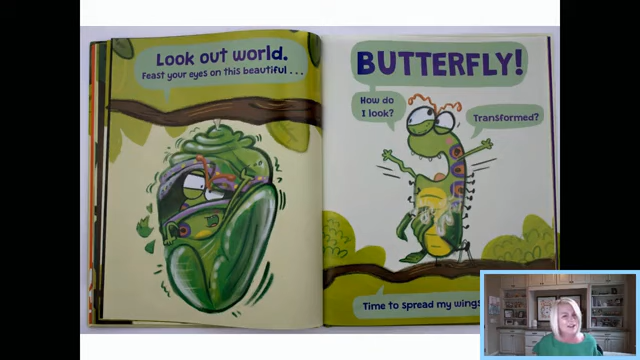 Look out world.
Feast your eyes on this beautiful . . .
BUTTERFLY!
How do
I look?
Transformed?
Time to spread my wings